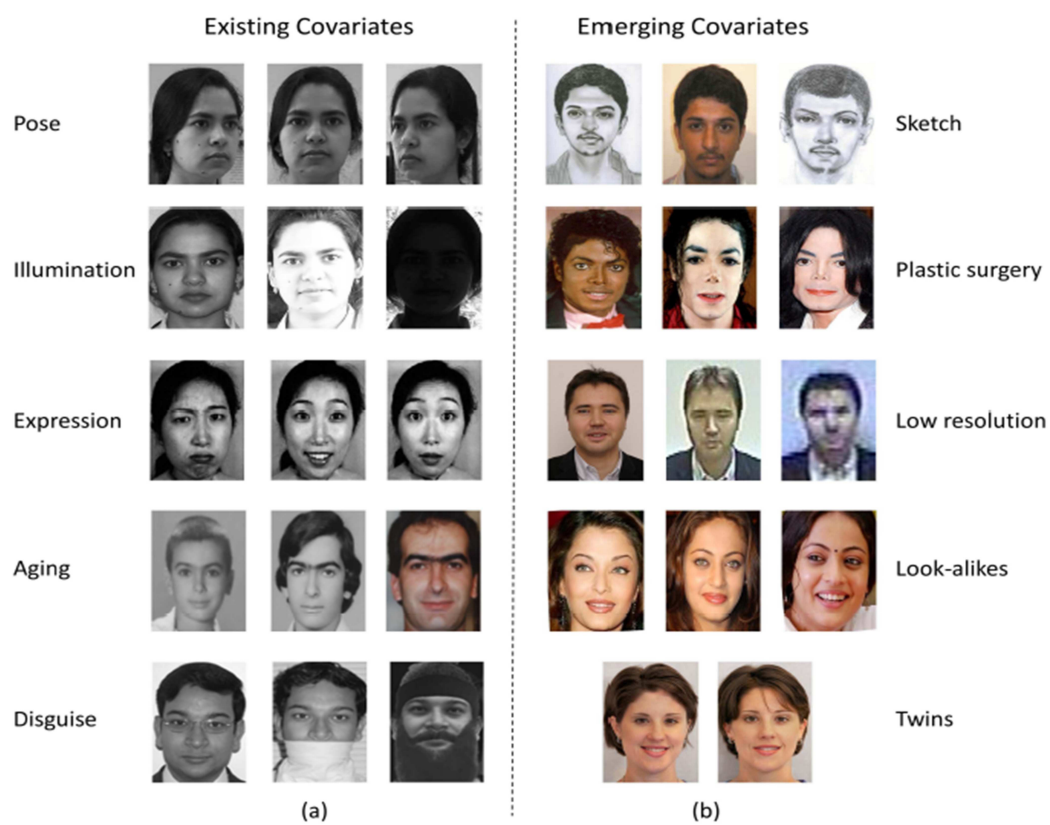 Existing Covariates
Emerging Covariates
Pose
Sketch
Illumination
Plastic surgery
Expression
Low resolution
Aging
Look-alikes
Disguise
Twins
(a)
(b)